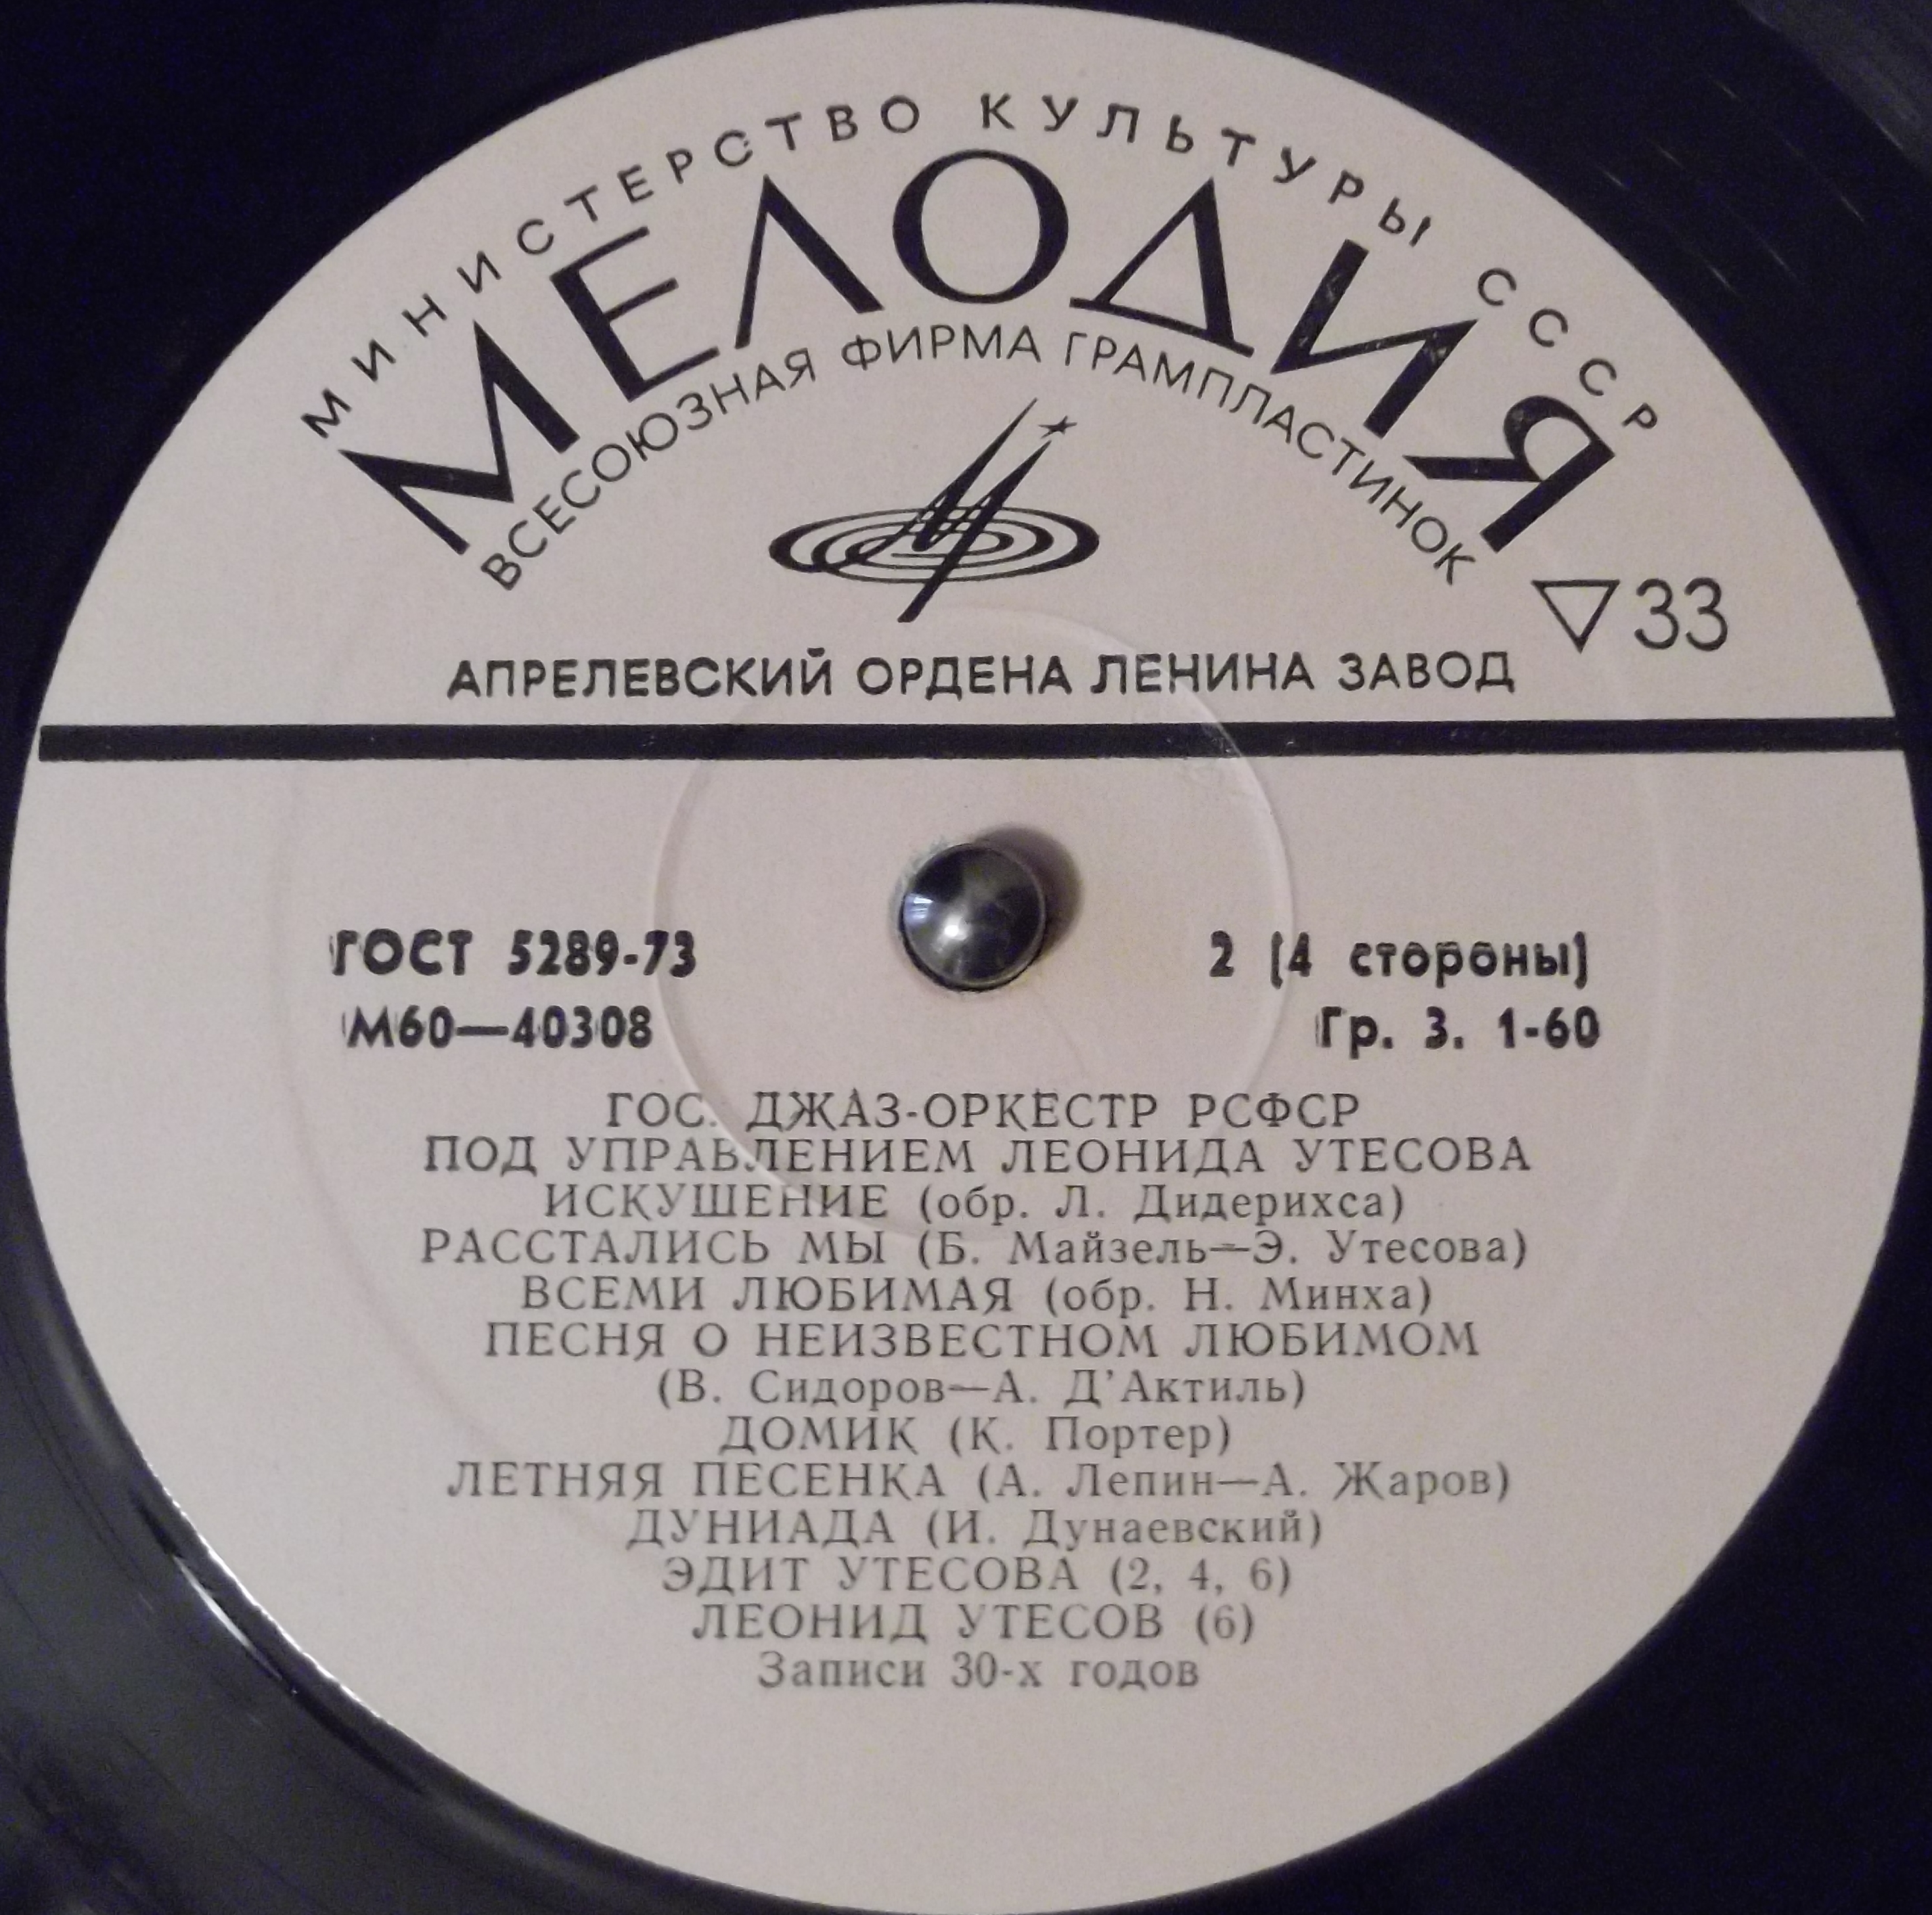 МИНИСТЕРСТВО КУЛЬТУРЫ СССР
МЕЛОДИЯ
ВСЕСОЮЗНАЯ ФИРМА ГРАМПЛАСТИНОК
33
АПРЕЛЕВСКИЙ ОРДЕНА ЛЕНИНА ЗАВОД
ГОСТ 5289-73 2 (4 стороны)
М60—40308 Гр. 3. 1-60
ГОС. ДЖАЗ-ОРКЕСТР РСФСР
ПОД УПРАВЛЕНИЕМ ЛЕОНИДА УТЕСОВА
ИСКУШЕНИЕ (обр. Л. Дидерихса)
РАССТАЛИСЬ МЫ (Б. Майзель—Э. Утесова)
ВСЕМИ ЛЮБИМАЯ (обр. Н. Минха)
ПЕСНЯ О НЕИЗВЕСТНОМ ЛЮБИМОМ
(В. Сидоров—А. Д'Актиль)
ДОМИК (К. Портер)
ЛЕТНЯЯ ПЕСЕНКА (А. Лепин—А. Жаров)
ДУНИАДА (И. Дунаевский)
ЭДИТ УТЕСОВА (2, 4, 6)
ЛЕОНИД УТЕСОВ (6)
Записи 30-х годов